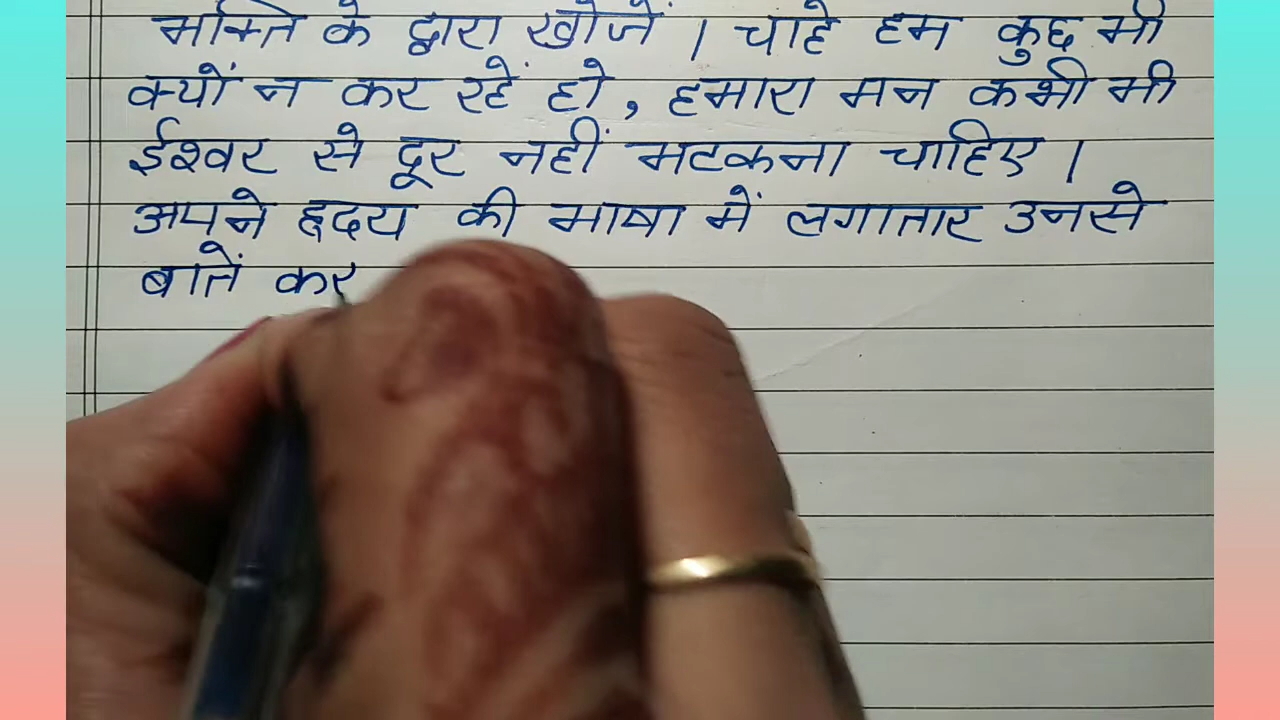 भक्ति के द्वारा खोजें । चाहे हम कुछ भी
क्यों न कर रहें हो, हमारा मन कभी भी
ईश्वर से दूर नहीं भटकना चाहिए ।
अपने हृदय की भाषा में लगातार उनसे
बातें कर